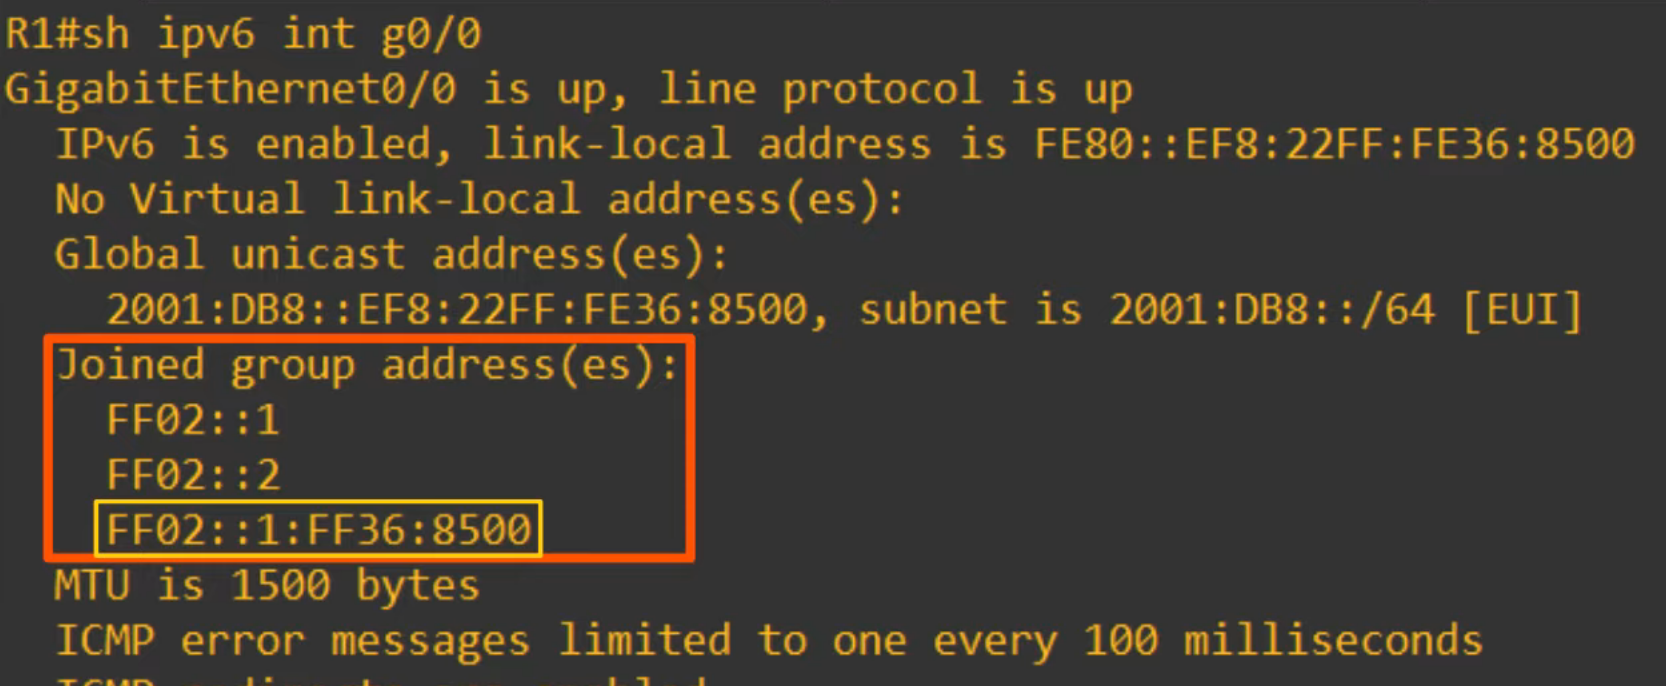 R1#sh ipv6 int g0/0
GigabitEthernet0/0 is up, line protocol is up
IPv6 is enabled, link-local address is FE80::EF8:22FF:FE36:8500
No Virtual link-local address(es):
Global unicast address(es):
2001:DB8::EF8:22FF:FE36:8500, subnet is 2001:DB8::/64 [EUI]
Joined group address(es):
FF02::1
FF02::2
FF02::1:FF36:8500
MTU is 1500 bytes
ICMP error messages limited to one every 100 milliseconds